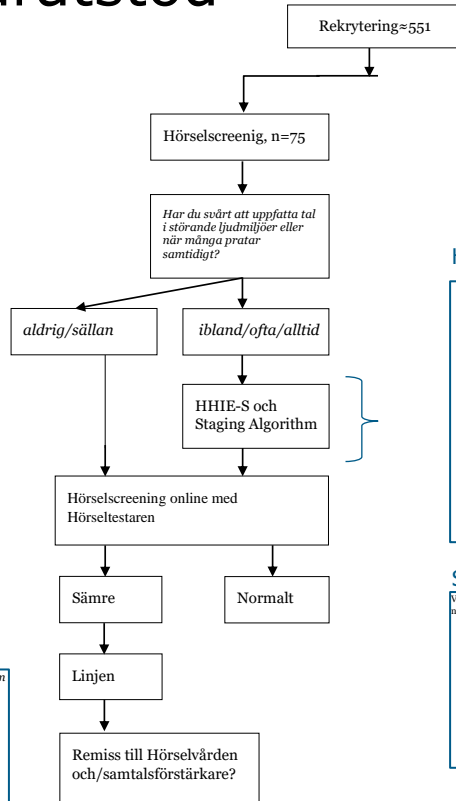 Rekrytering≈551
Hörselscreenig, n=75
Har du svårt att uppfatta tal
i störande ljudmiljöer eller
när många pratar
samtidigt?
aldrig/sällan
ibland/ofta/alltid
HHIE-S och
Staging Algorithm
Hörselscreening online med
Hörseltestaren
Sämre
Normalt
Linjen
Remiss till Hörselvården
och/samtalsförstärkare?